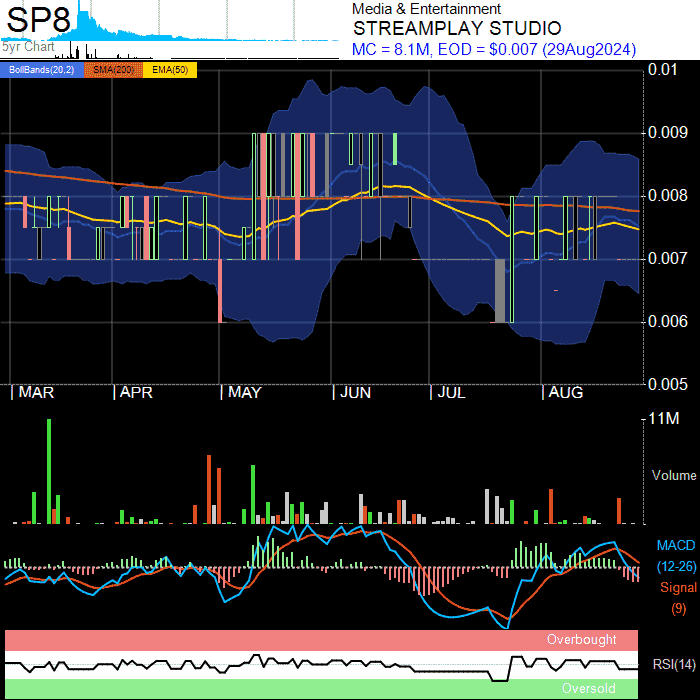 SP8
5yr Chart
Media & Entertainment
STREAMPLAY STUDIO
MC = 8.1M, EOD = $0.007 (29Aug2024)
BollBands(20,2) SMA(200) EMA(50)
0.01
0.009
0.008
0.007
0.006
0.005
MAR APR MAY JUN JUL AUG
11M
Volume
MACD
(12-26)
Signal
(9)
Overbought
RSI(14)
Oversold